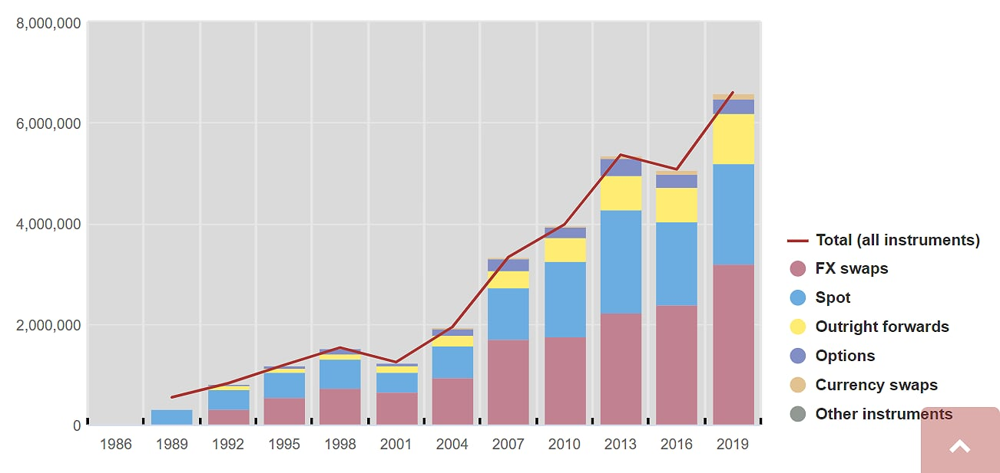 8,000,000
6,000,000
4,000,000
2,000,000
0
1986 1989 1992 1995 1998 2001 2004 2007 2010 2013 2016 2019
Total (all instruments)
FX swaps
Spot
Outright forwards
Options
Currency swaps
Other instruments